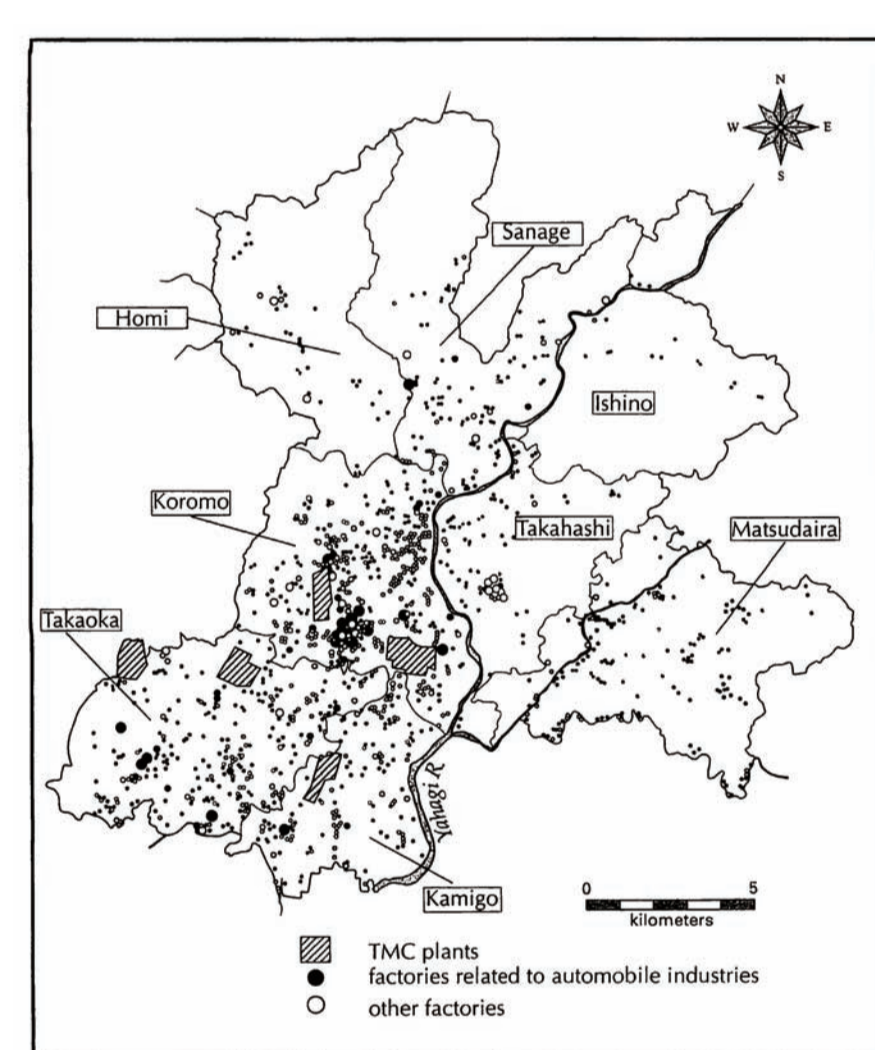 N
W E
S
Sanage
Homi
Ishino
Koromo
Takahashi
Matsudaira
Takaoka
Yahagi R.
Kamigo
0 5
kilometers
TMC plants
factories related to automobile industries
other factories